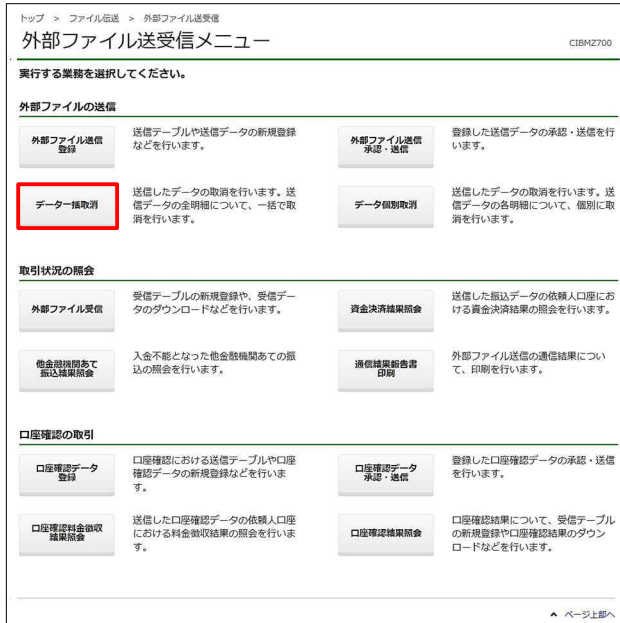 トップ > ファイル伝送 > 外部ファイル送受信
外部ファイル送受信メニュー
CIBMZ700
実行する業務を選択してください。
外部ファイルの送信
外部ファイル送信
登録
送信テーブルや送信データの新規登録
などを行います。
外部ファイル送信
承認・送信
登録した送信データの承認・送信を行
います。
データ一括取消
送信したデータの取消を行います。送
信データの全明細について、一括で取
消を行います。
データ個別取消
送信したデータの取消を行います。送
信データの各明細について、個別に取
消を行います。
取引状況の照会
外部ファイル受信
受信テーブルの新規登録や、受信デー
タのダウンロードなどを行います。
資金決済結果照会
送信した振込データの依頼人口座にお
ける資金決済結果の照会を行います。
他金融機関あて
振込結果照会
入金不能となった他金融機関あての振
込の照会を行います。
通信結果報告書
印刷
外部ファイル送信の通信結果につい
て、印刷を行います。
口座確認の取引
口座確認データ
登録
口座確認における送信テーブルや口座
確認データの新規登録などを行いま
す。
口座確認データ
承認・送信
登録した口座確認データの承認・送信
を行います。
口座確認料金徴収
結果照会
送信した口座確認データの依頼人口座
における料金徴収結果の照会を行いま
す。
口座確認結果照会
口座確認結果について、受信テーブル
の新規登録や口座確認結果のダウン
ロードなどを行います。
ページ上部へ